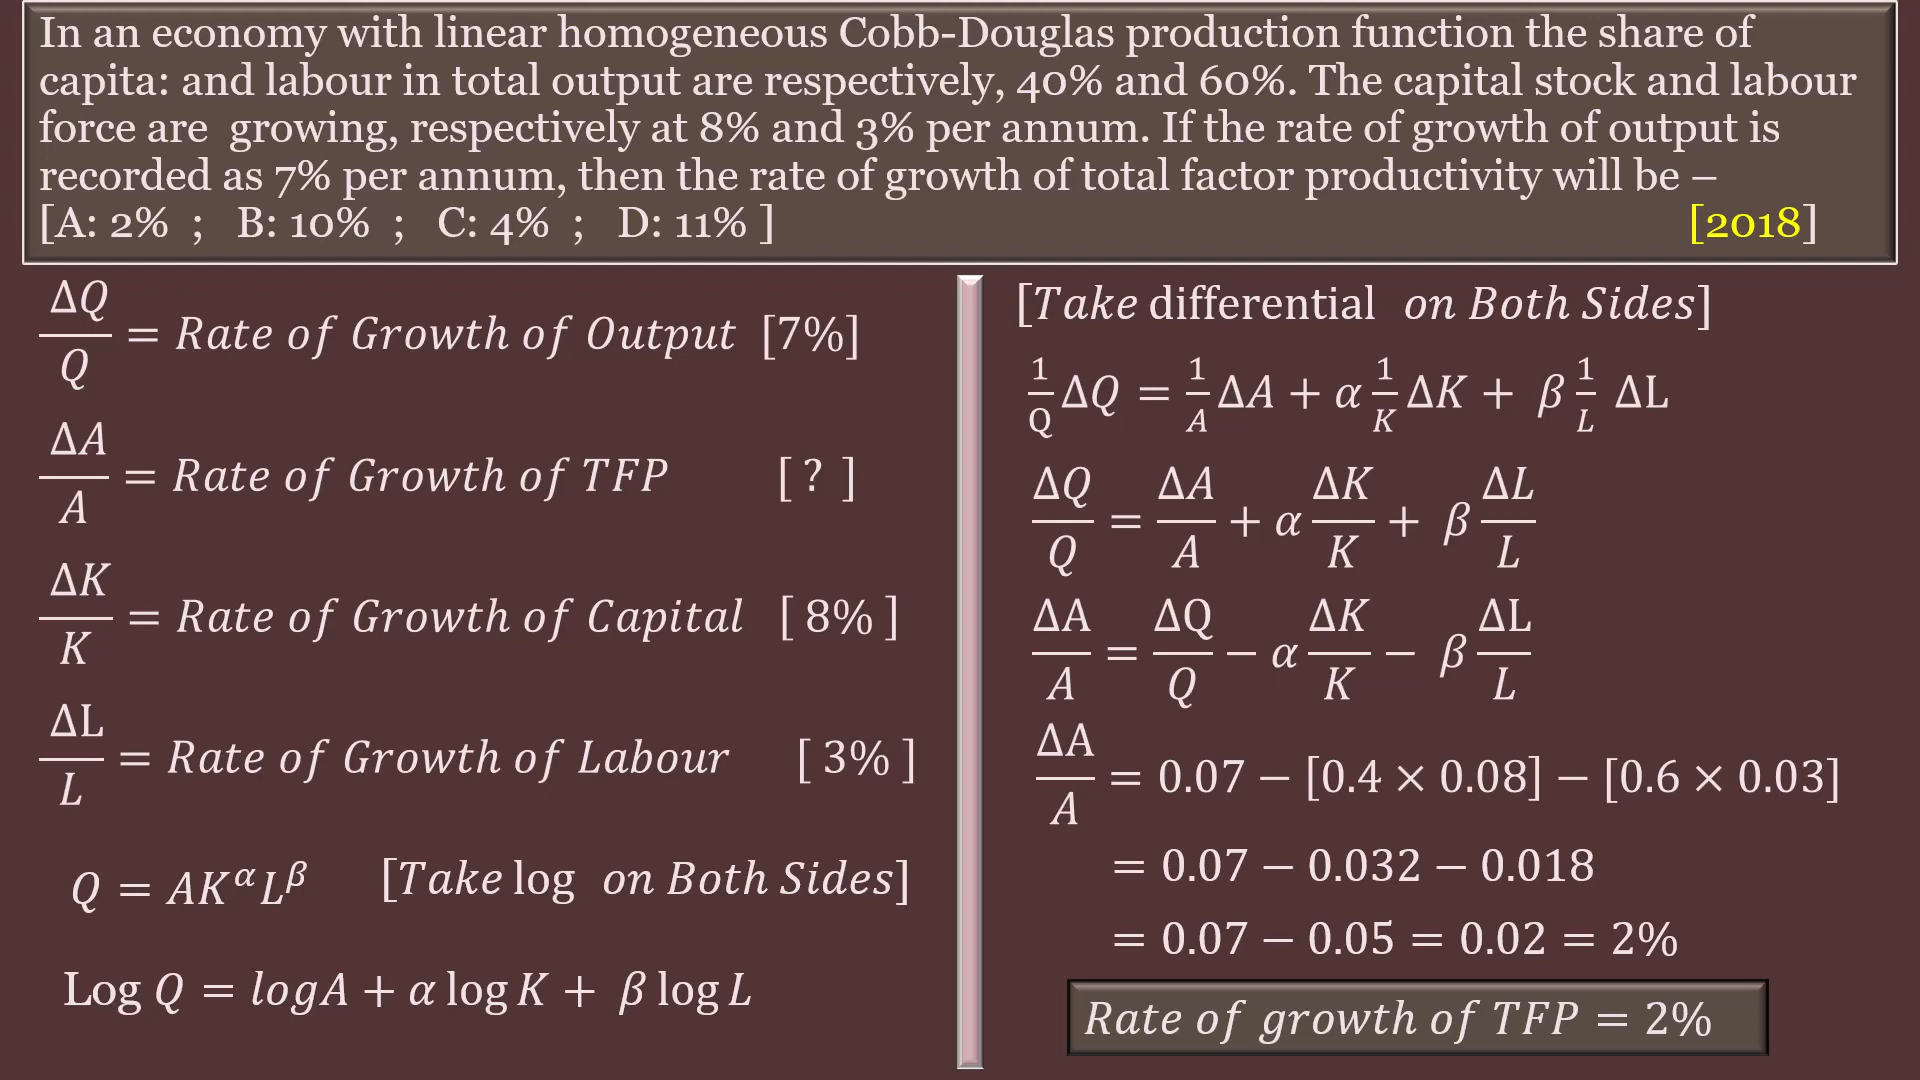 In an economy with linear homogeneous Cobb-Douglas production function the share of
capita: and labour in total output are respectively, 40% and 60%. The capital stock and labour
force are growing, respectively at 8% and 3% per annum. If the rate of growth of output is
recorded as 7% per annum, then the rate of growth of total factor productivity will be –
[A: 2% ; B: 10% ; C: 4% ; D: 11% ] [2018]
ΔQ/Q = Rate of Growth of Output [7%]
ΔA/A = Rate of Growth of TFP [ ? ]
ΔK/K = Rate of Growth of Capital [ 8% ]
ΔL/L = Rate of Growth of Labour [ 3% ]
Q = AK^α L^β [Take log on Both Sides]
Log Q = logA + α log K + β log L
[Take differential on Both Sides]
1/Q ΔQ = 1/A ΔA + α 1/K ΔK + β 1/L ΔL
ΔQ/Q = ΔA/A + α ΔK/K + β ΔL/L
ΔA/A = ΔQ/Q − α ΔK/K − β ΔL/L
ΔA/A = 0.07 − [0.4 × 0.08] − [0.6 × 0.03]
= 0.07 − 0.032 − 0.018
= 0.07 − 0.05 = 0.02 = 2%
Rate of growth of TFP = 2%